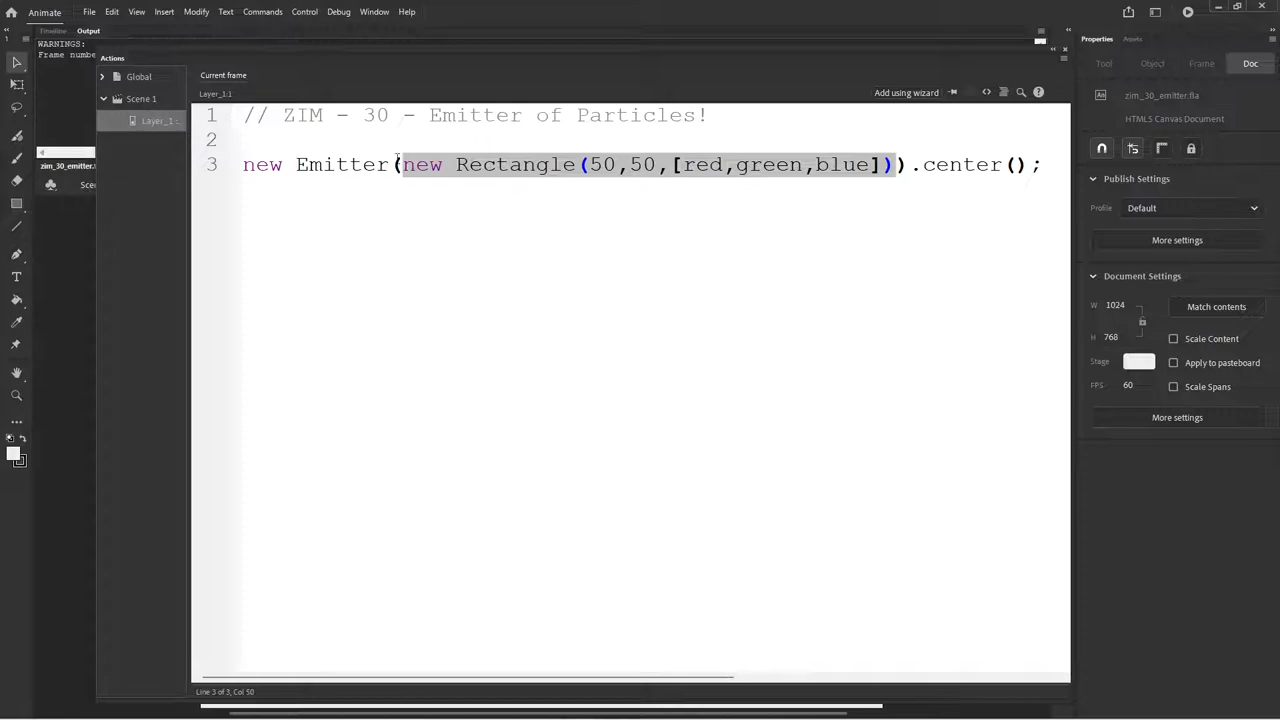 Animate File Edit View Insert Modify Text Commands Control Debug Window Help
Timeline Output
WARNINGS:
Frame numbe
zim_30_emitter.
Sce
Actions
Global
Scene 1
Layer_1:
Current frame
Layer_1:1
Add using wizard
1 // ZIM - 30 - Emitter of Particles!
2
3 new Emitter(new Rectangle(50,50,[red,green,blue])).center();
Line 3 of 3, Col 50
Properties Assets
Tool Object Frame Doc
An zim_30_emitter.fla
HTML5 Canvas Document
Publish Settings
Profile Default
More settings
Document Settings
W 1024 Match contents
H 768 Scale Content
Stage Apply to pasteboard
FPS 60 Scale Spans
More settings